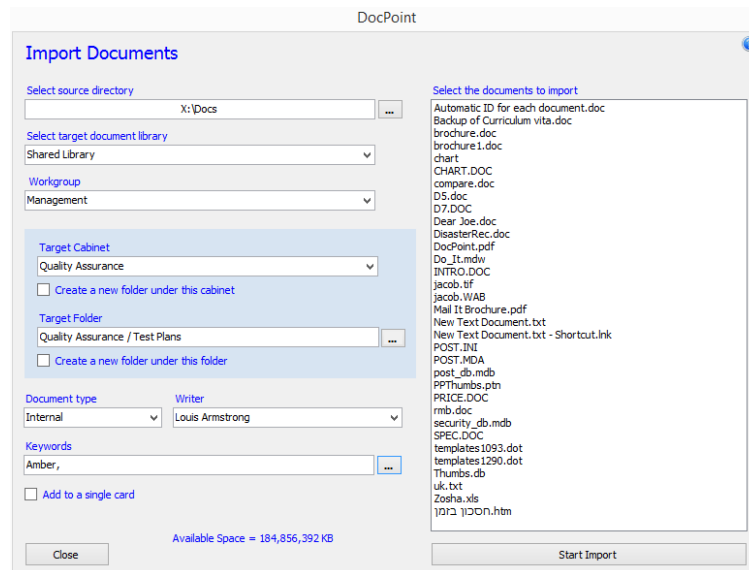 DocPoint
Import Documents
Select source directory
X:\Docs
...
Select target document library
Shared Library
Workgroup
Management
Target Cabinet
Quality Assurance
Create a new folder under this cabinet
Target Folder
Quality Assurance / Test Plans
...
Create a new folder under this folder
Document type
Writer
Internal
Louis Armstrong
Keywords
Amber,
...
Add to a single card
Available Space = 184,856,392 KB
Close
Select the documents to import
Automatic ID for each document.doc
Backup of Curriculum vita.doc
brochure.doc
brochure1.doc
chart
CHART.DOC
compare.doc
D5.doc
D7.DOC
Dear Joe.doc
DisasterRec.doc
DocPoint.pdf
Do_It.mdw
INTRO.DOC
jacob.tif
jacob.WAB
Mail It Brochure.pdf
New Text Document.txt
New Text Document.txt - Shortcut.lnk
POST.INI
POST.MDA
post_db.mdb
PPThumbs.ptn
PRICE.DOC
rmb.doc
security_db.mdb
SPEC.DOC
templates1093.dot
templates1290.dot
Thumbs.db
uk.txt
Zosha.xls
חסכון בזמן.htm
Start Import